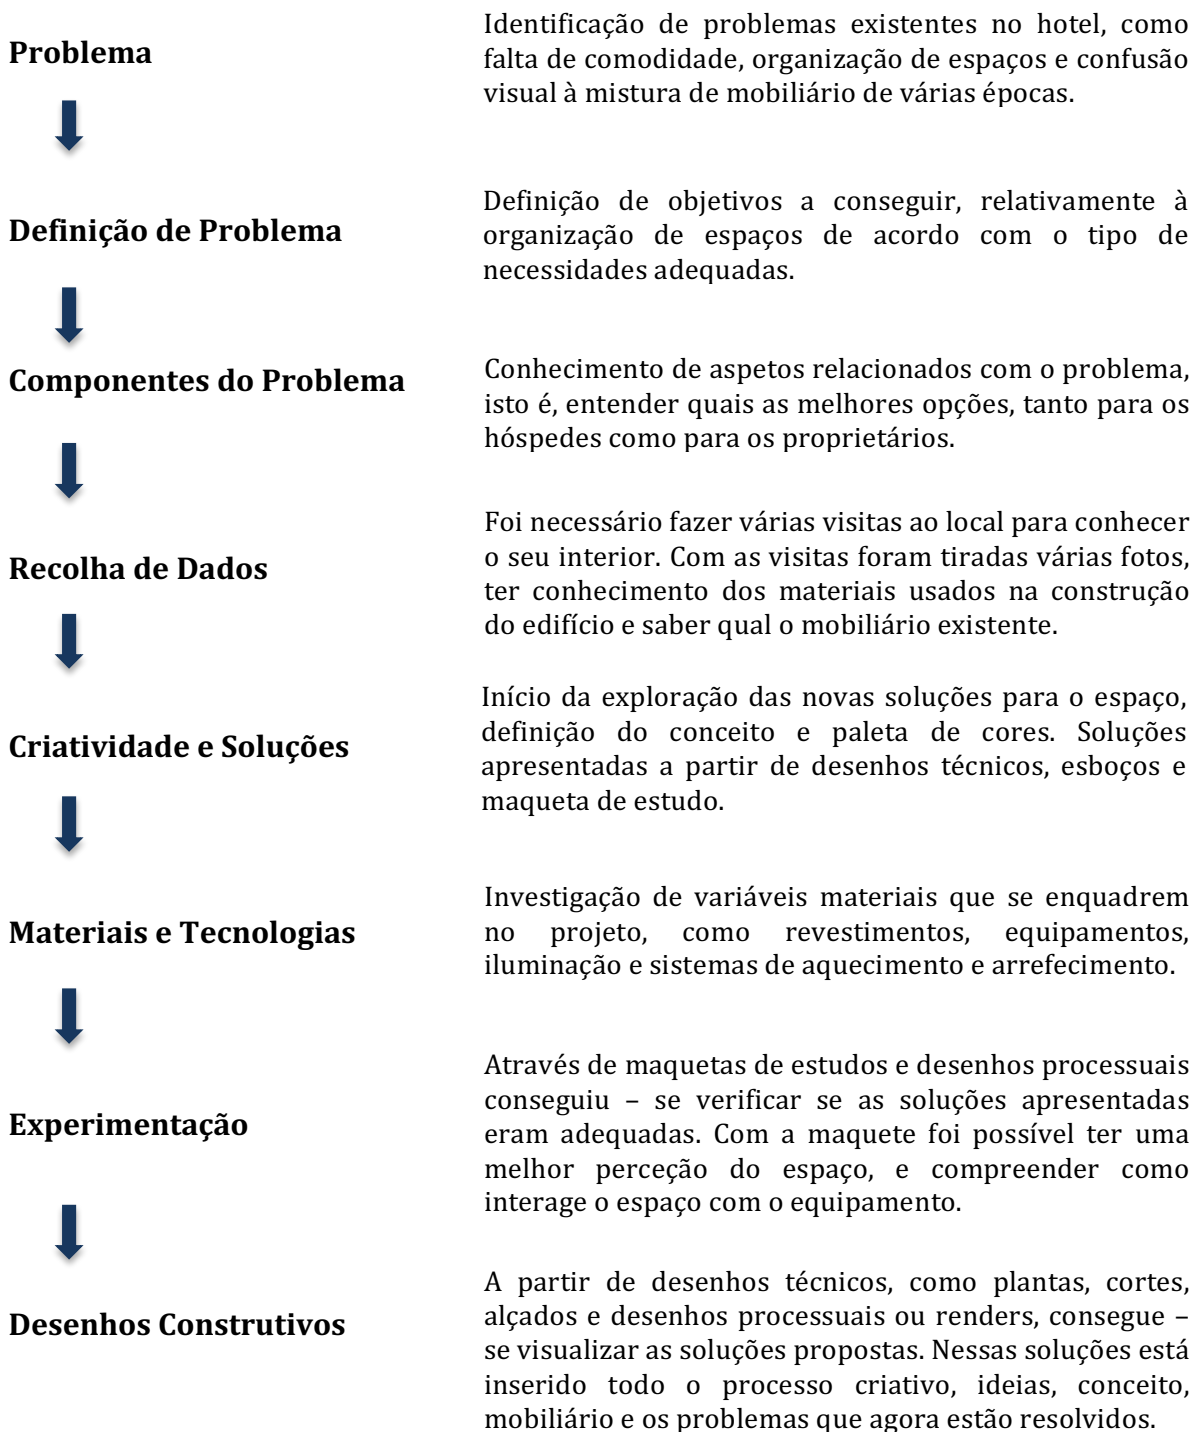 Problema
Identificação de problemas existentes no hotel, como
falta de comodidade, organização de espaços e confusão
visual à mistura de mobiliário de várias épocas.
Definição de Problema
Definição de objetivos a conseguir, relativamente à
organização de espaços de acordo com o tipo de
necessidades adequadas.
Componentes do Problema
Conhecimento de aspetos relacionados com o problema,
isto é, entender quais as melhores opções, tanto para os
hóspedes como para os proprietários.
Recolha de Dados
Foi necessário fazer várias visitas ao local para conhecer
o seu interior. Com as visitas foram tiradas várias fotos,
ter conhecimento dos materiais usados na construção
do edifício e saber qual o mobiliário existente.
Criatividade e Soluções
Início da exploração das novas soluções para o espaço,
definição do conceito e paleta de cores. Soluções
apresentadas a partir de desenhos técnicos, esboços e
maqueta de estudo.
Materiais e Tecnologias
Investigação de variáveis materiais que se enquadrem
no projeto, como revestimentos, equipamentos,
iluminação e sistemas de aquecimento e arrefecimento.
Experimentação
Através de maquetas de estudos e desenhos processuais
conseguiu – se verificar se as soluções apresentadas
eram adequadas. Com a maquete foi possível ter uma
melhor perceção do espaço, e compreender como
interage o espaço com o equipamento.
Desenhos Construtivos
A partir de desenhos técnicos, como plantas, cortes,
alçados e desenhos processuais ou renders, consegue –
se visualizar as soluções propostas. Nessas soluções está
inserido todo o processo criativo, ideias, conceito,
mobiliário e os problemas que agora estão resolvidos.